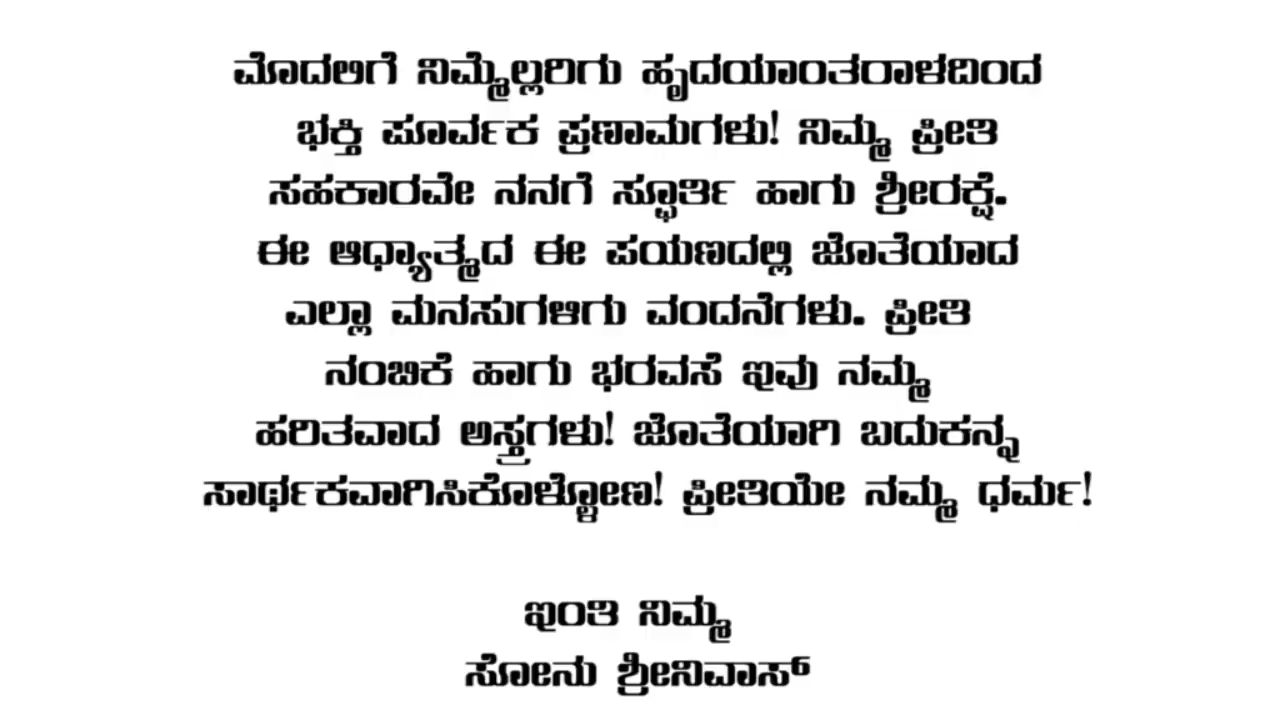 ಮೊದಲಿಗೆ ನಿಮ್ಮೆಲ್ಲರಿಗು ಹೃದಯಾಂತರಾಳದಿಂದ
ಭಕ್ತಿ ಪೂರ್ವಕ ಪ್ರಣಾಮಗಳು! ನಿಮ್ಮ ಪ್ರೀತಿ
ಸಹಕಾರವೇ ನನಗೆ ಸ್ಪೂರ್ತಿ ಹಾಗು ಶ್ರೀರಕ್ಷೆ.
ಈ ಆಧ್ಯಾತ್ಮದ ಈ ಪಯಣದಲ್ಲಿ ಜೊತೆಯಾದ
ಎಲ್ಲಾ ಮನಸುಗಳಿಗು ವಂದನೆಗಳು. ಪ್ರೀತಿ
ನಂಬಿಕೆ ಹಾಗು ಭರವಸೆ ಇವು ನಮ್ಮ
ಹರಿತವಾದ ಅಸ್ತ್ರಗಳು! ಜೊತೆಯಾಗಿ ಬದುಕನ್ನ
ಸಾರ್ಥಕವಾಗಿಸಿಕೊಳ್ಳೋಣ! ಪ್ರೀತಿಯೇ ನಮ್ಮ ಧರ್ಮ!
ಇಂತಿ ನಿಮ್ಮ
ಸೋನು ಶ್ರೀನಿವಾಸ್